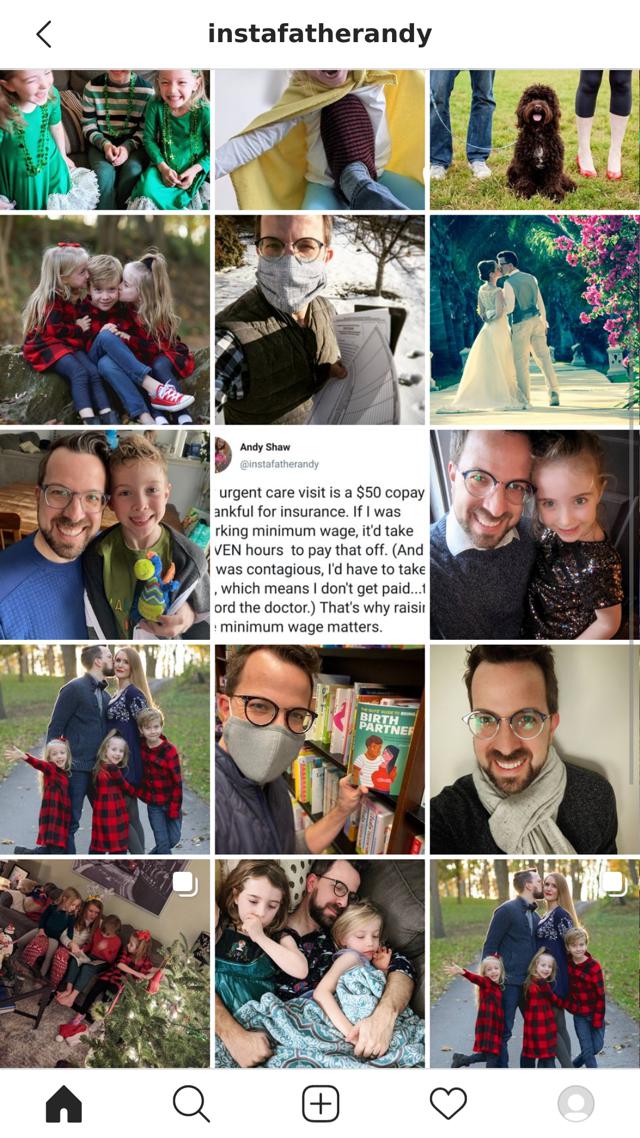 instafatherandy
Andy Shaw
@instafatherandy
urgent care visit is a $50 copay
ankful for insurance. If I was
rking minimum wage, it'd take
VEN hours to pay that off. (And
was contagious, I'd have to take
, which means I don't get paid...
ord the doctor.) That's why raisi
minimum wage matters.
BIRTH
PARTNER